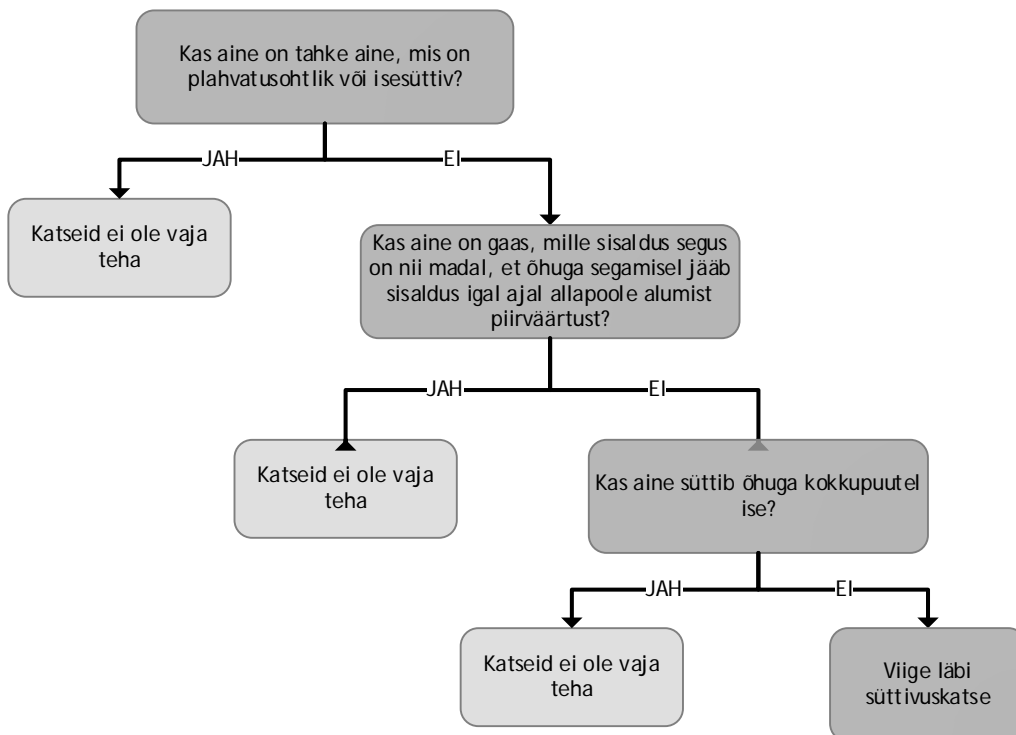 Kas aine on tahke aine, mis on
plahvatusohtlik või isesüttiv?
JAH
EI
Katseid ei ole vaja
teha
Kas aine on gaas, mille sisaldus segus
on nii madal, et õhuga segamisel jääb
sisaldus igal ajal allapoole alumist
piirväärtust?
JAH
EI
Katseid ei ole vaja
teha
Kas aine süttib õhuga kokkupuutel
ise?
JAH
EI
Katseid ei ole vaja
teha
Viige läbi
süttivuskatse